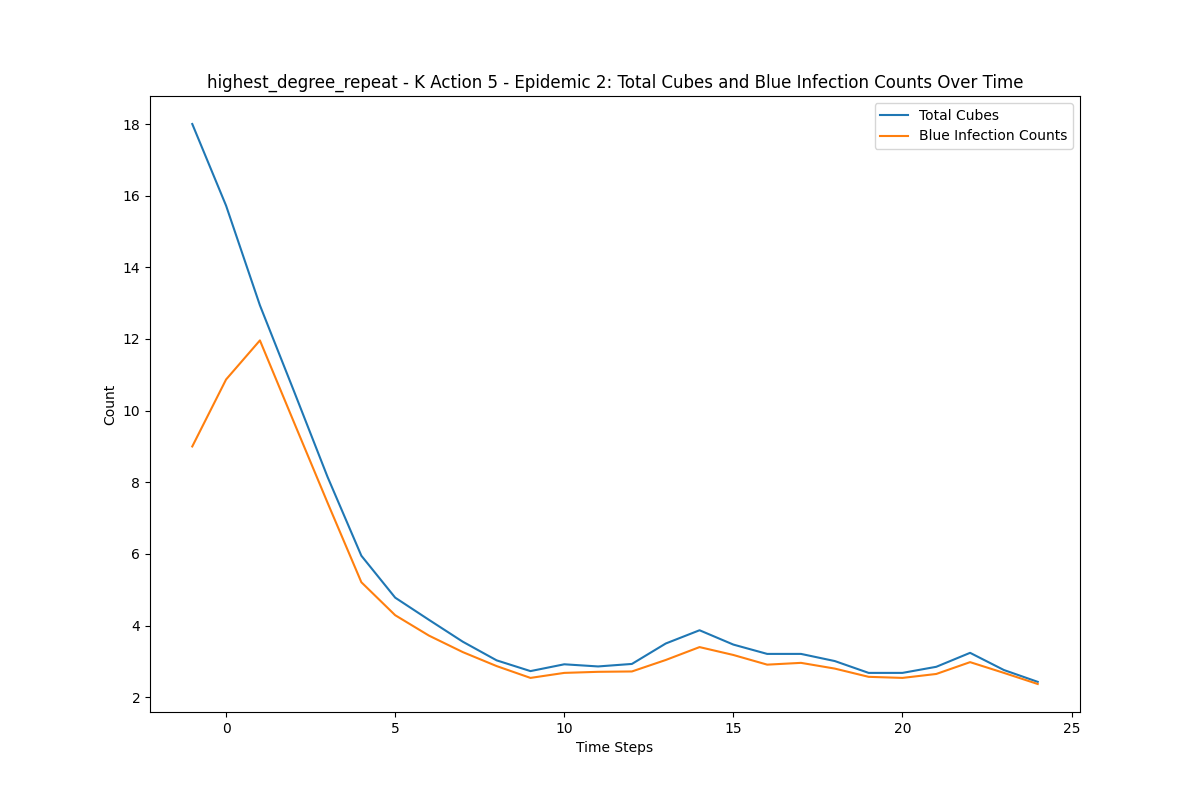 highest_degree_repeat - K Action 5 - Epidemic 2: Total Cubes and Blue Infection Counts Over Time
Total Cubes
Blue Infection Counts
18
16
14
12
10
8
6
4
2
Count
0 5 10 15 20 25
Time Steps